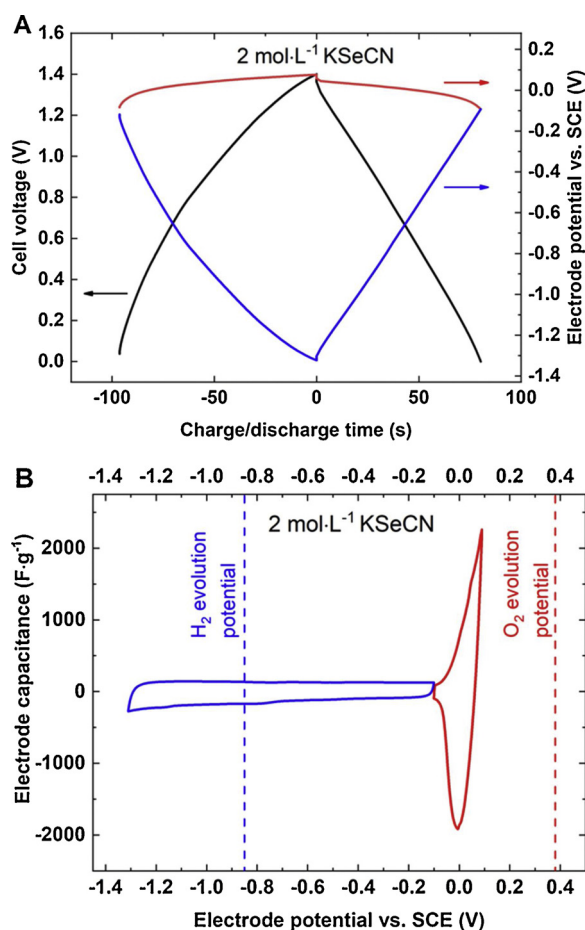 A
2 mol·L⁻¹ KSeCN
1.6
1.4
1.2
1.0
0.8
0.6
0.4
0.2
0.0
Cell voltage (V)
0.2
0.0
-0.2
-0.4
-0.6
-0.8
-1.0
-1.2
-1.4
Electrode potential vs. SCE (V)
-100 -50 0 50 100
Charge/discharge time (s)
B
-1.4 -1.2 -1.0 -0.8 -0.6 -0.4 -0.2 0.0 0.2 0.4
2 mol·L⁻¹ KSeCN
2000
1000
0
-1000
-2000
Electrode capacitance (F·g⁻¹)
H₂ evolution
potential
O₂ evolution
potential
-1.4 -1.2 -1.0 -0.8 -0.6 -0.4 -0.2 0.0 0.2 0.4
Electrode potential vs. SCE (V)